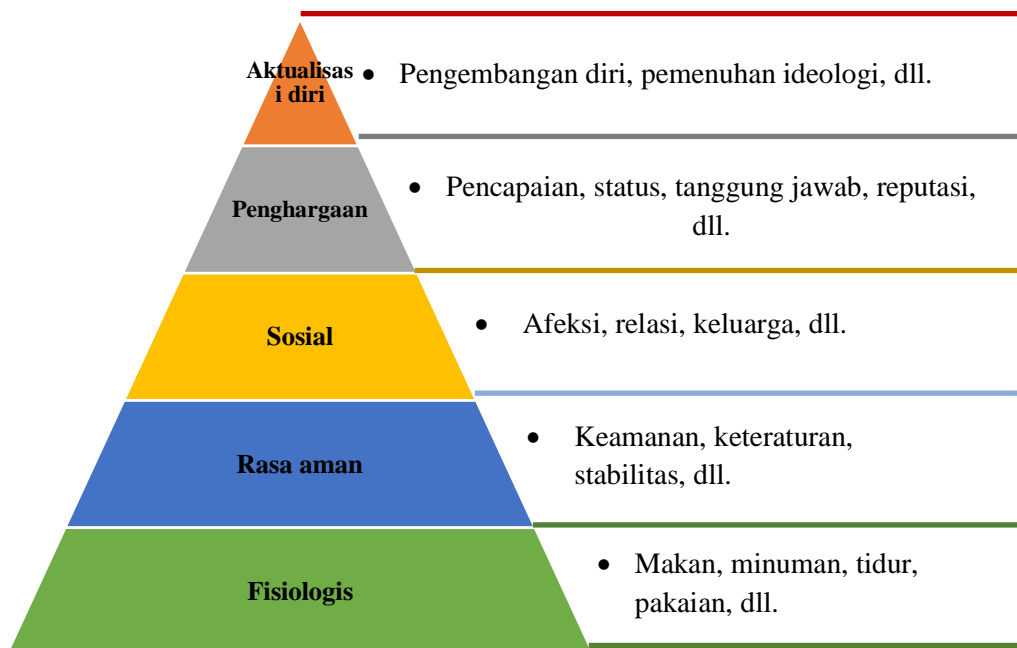 Aktualisas
i diri
• Pengembangan diri, pemenuhan ideologi, dll.
Penghargaan
• Pencapaian, status, tanggung jawab, reputasi,
dll.
Sosial
• Afeksi, relasi, keluarga, dll.
Rasa aman
• Keamanan, keteraturan,
stabilitas, dll.
Fisiologis
• Makan, minuman, tidur,
pakaian, dll.